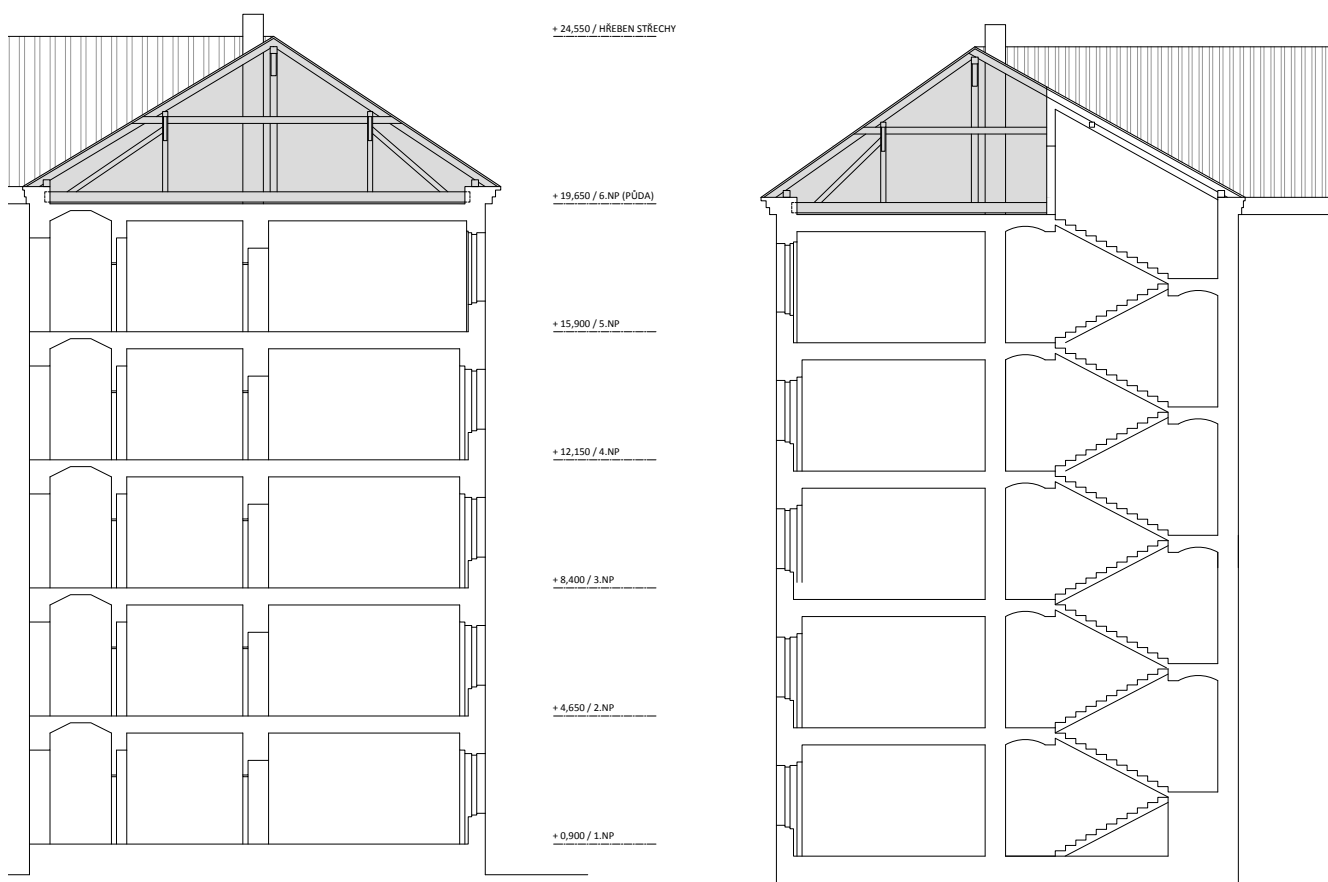 + 24,550 / HŘEBEN STŘECHY
+ 19,650 / 6.NP (PŮDA)
+ 15,900 / 5.NP
+ 12,150 / 4.NP
+ 8,400 / 3.NP
+ 4,650 / 2.NP
+ 0,900 / 1.NP